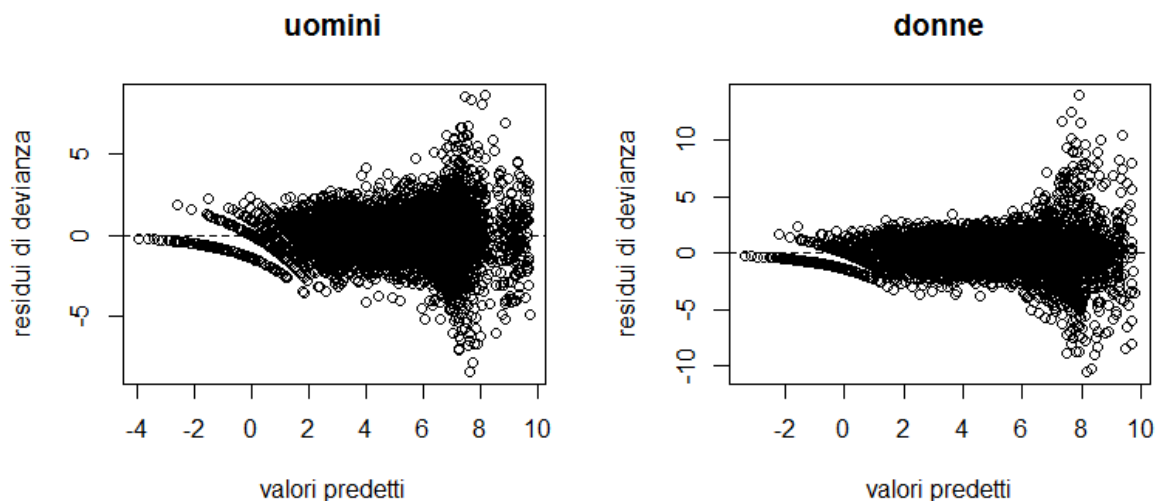 uomini
residui di devianza
5
0
-5
-4 -2 0 2 4 6 8 10
valori predetti
donne
residui di devianza
10
5
0
-5
-10
-2 0 2 4 6 8 10
valori predetti